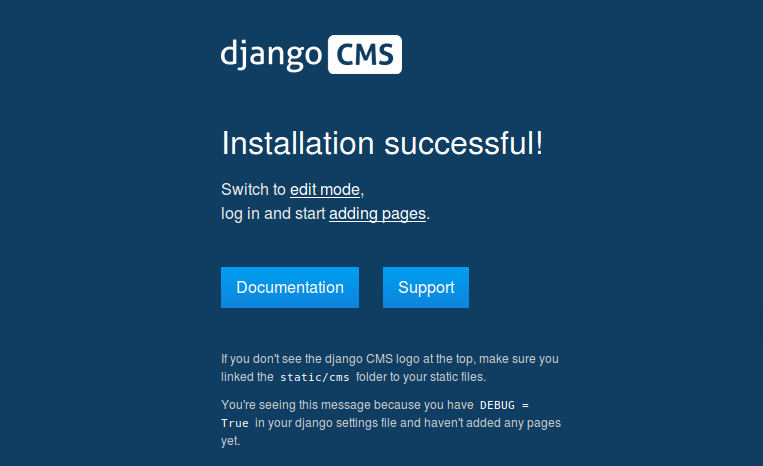 django CMS
Installation successful!
Switch to edit mode,
log in and start adding pages.
Documentation Support
If you don't see the django CMS logo at the top, make sure you
linked the static/cms folder to your static files.
You're seeing this message because you have DEBUG =
True in your django settings file and haven't added any pages
yet.